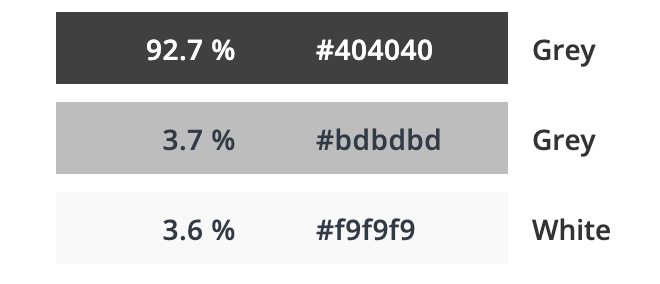 92.7 % #404040 Grey
3.7 % #bdbdbd Grey
3.6 % #f9f9f9 White